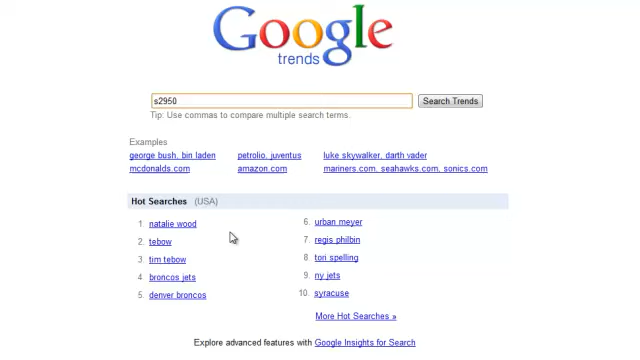 Google
trends
s2950 Search Trends
Tip: Use commas to compare multiple search terms.
Examples
george bush, bin laden petrolio, juventus luke skywalker, darth vader
mcdonalds.com amazon.com mariners.com, seahawks.com, sonics.com
Hot Searches (USA)
1. natalie wood
2. tebow
3. tim tebow
4. broncos jets
5. denver broncos
6. urban meyer
7. regis philbin
8. tori spelling
9. ny jets
10. syracuse
More Hot Searches »
Explore advanced features with Google Insights for Search